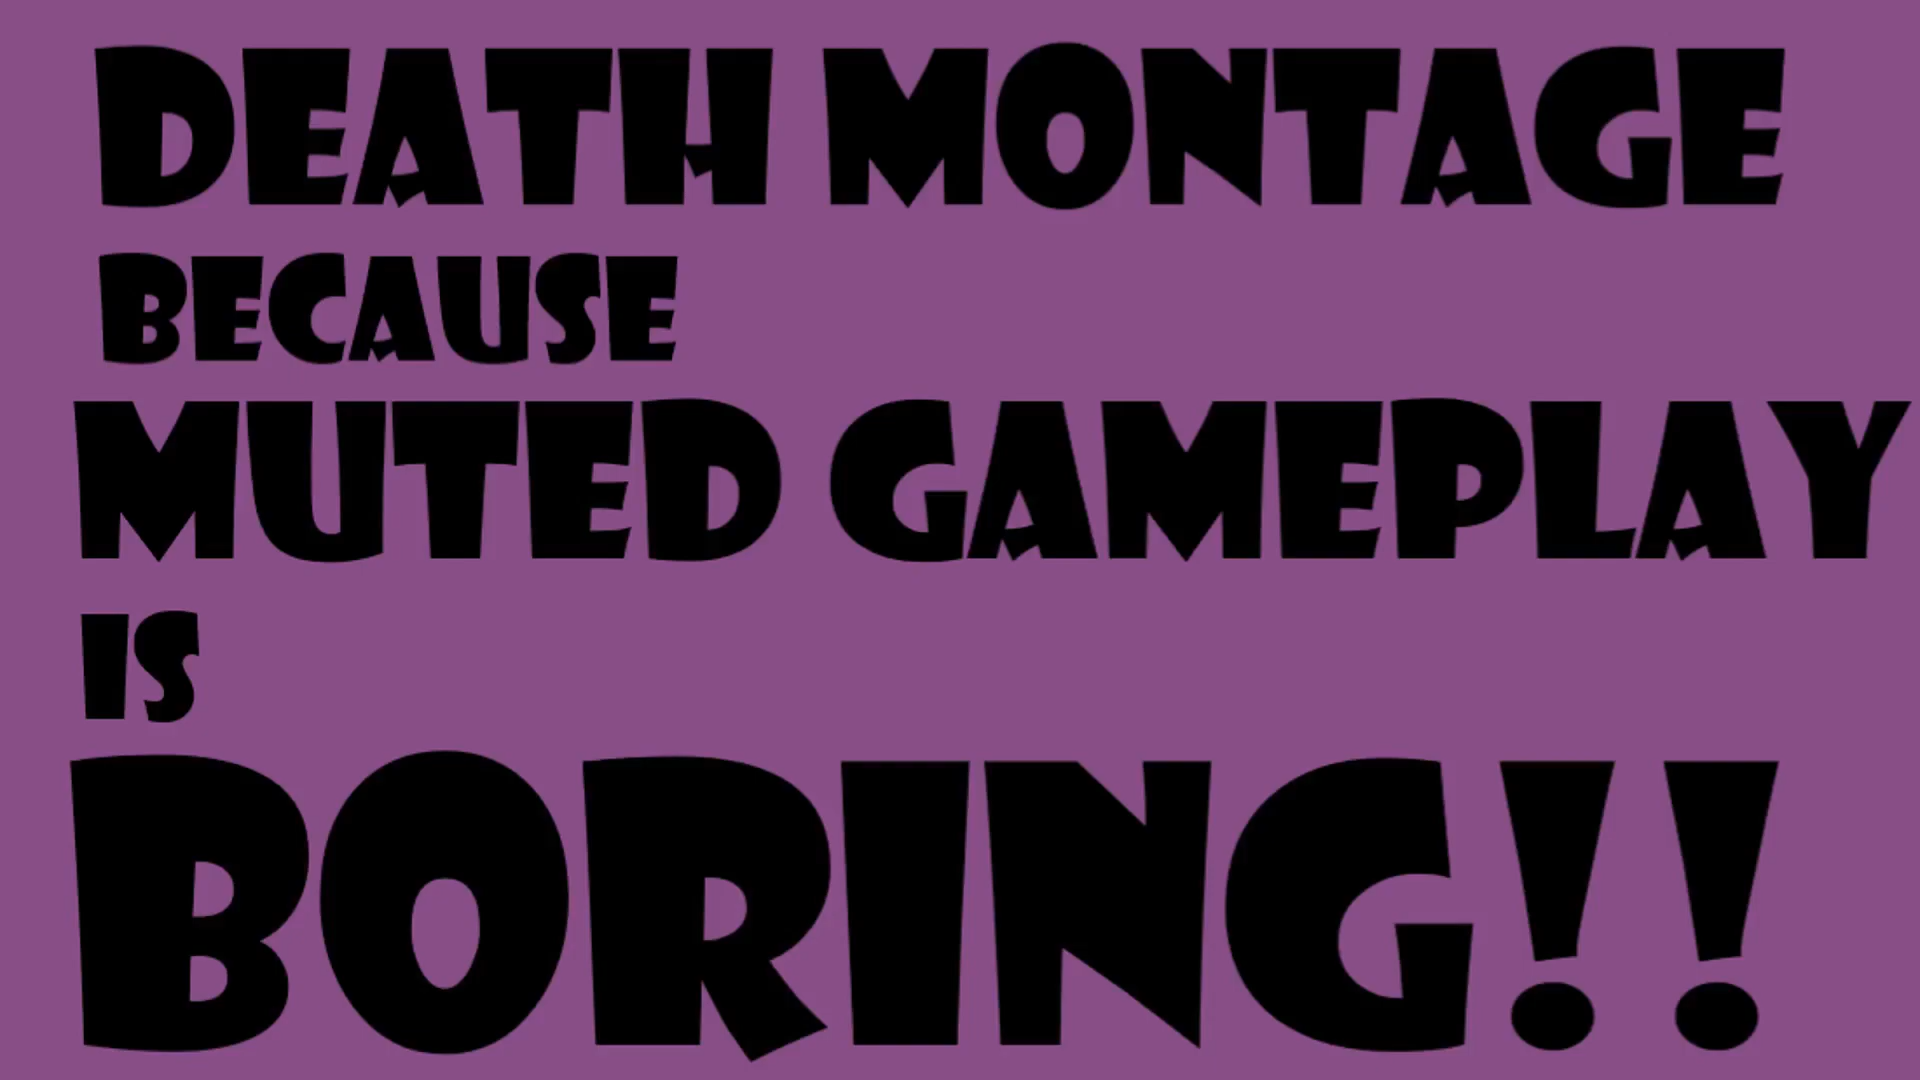 DEATH MONTAGE
BECAUSE
MUTED GAMEPLAY
IS
BORING!!